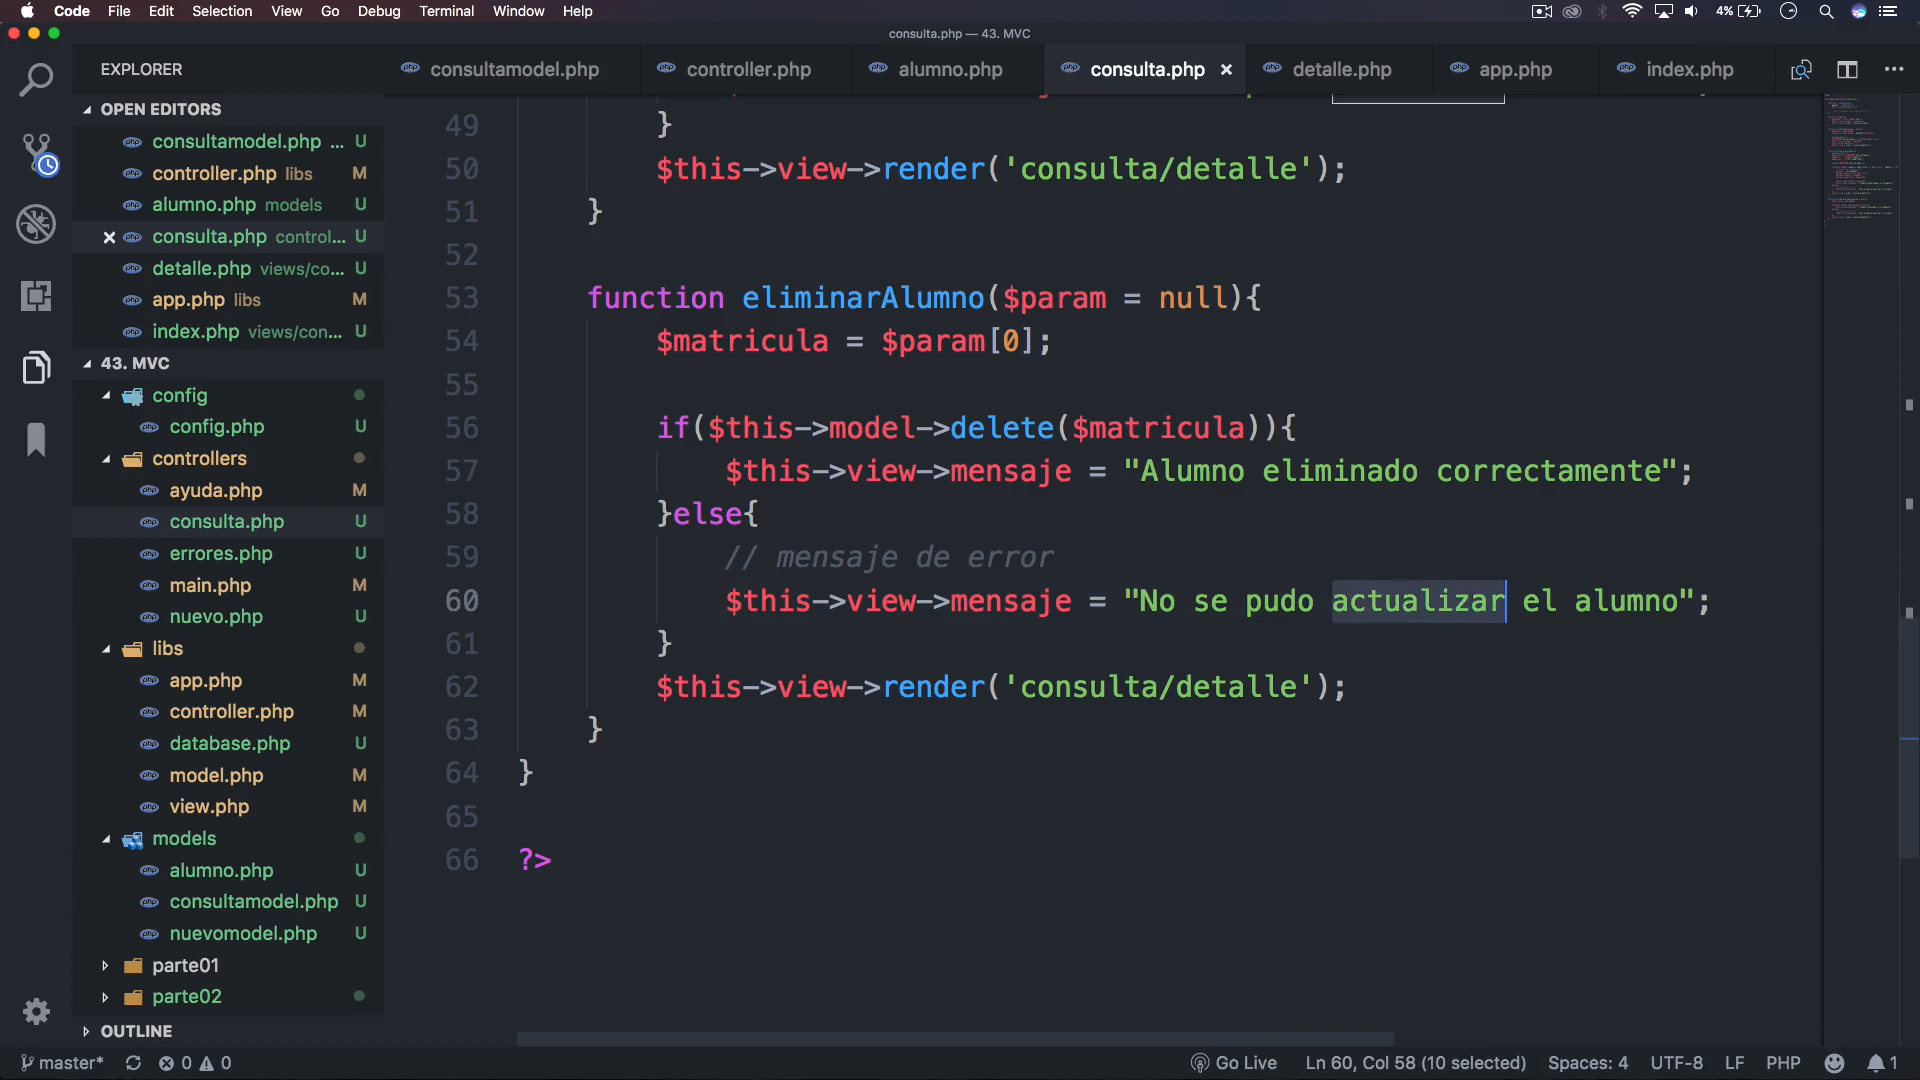 Code File Edit Selection View Go Debug Terminal Window Help 4%
consulta.php — 43. MVC
EXPLORER
consultamodel.php controller.php alumno.php consulta.php × detalle.php app.php index.php ...
OPEN EDITORS
consultamodel.php ... U
controller.php libs M
alumno.php models U
× consulta.php control... U
detalle.php views/co... U
app.php libs M
index.php views/con... U
43. MVC
config
config.php U
controllers
ayuda.php M
consulta.php U
errores.php U
main.php M
nuevo.php U
libs
app.php M
controller.php M
database.php U
model.php M
view.php M
models
alumno.php U
consultamodel.php U
nuevomodel.php U
parte01
parte02
OUTLINE
49 }
50 $this->view->render('consulta/detalle');
51 }
52
53 function eliminarAlumno($param = null){
54 $matricula = $param[0];
55
56 if($this->model->delete($matricula)){
57 $this->view->mensaje = "Alumno eliminado correctamente";
58 }else{
59 // mensaje de error
60 $this->view->mensaje = "No se pudo actualizar el alumno";
61 }
62 $this->view->render('consulta/detalle');
63 }
64 }
65
66 ?>
master* 0 0 Go Live Ln 60, Col 58 (10 selected) Spaces: 4 UTF-8 LF PHP 1